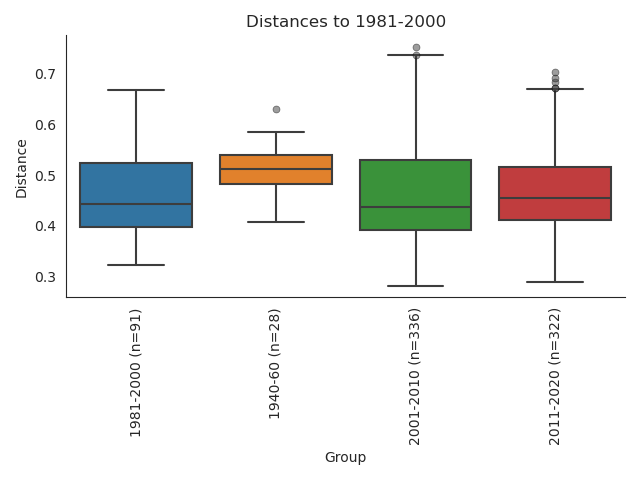 Distances to 1981-2000
Distance
0.7
0.6
0.5
0.4
0.3
1981-2000 (n=91)
1940-60 (n=28)
2001-2010 (n=336)
2011-2020 (n=322)
Group